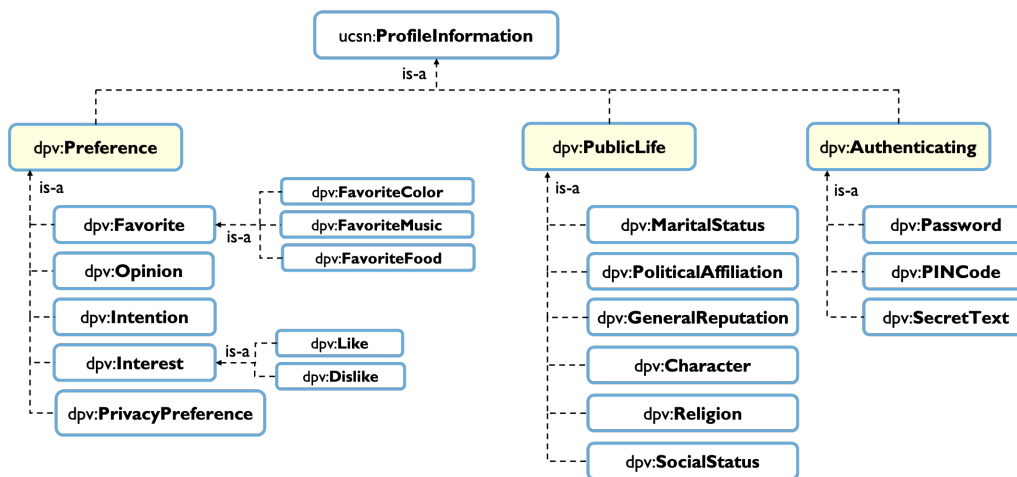 ucsn:ProfileInformation
is-a
dpv:Preference
dpv:PublicLife
dpv:Authenticating
is-a
is-a
is-a
dpv:Favorite
is-a
dpv:FavoriteColor
dpv:FavoriteMusic
dpv:FavoriteFood
dpv:Opinion
dpv:Intention
dpv:Interest
is-a
dpv:Like
dpv:Dislike
dpv:PrivacyPreference
dpv:MaritalStatus
dpv:PoliticalAffiliation
dpv:GeneralReputation
dpv:Character
dpv:Religion
dpv:SocialStatus
dpv:Password
dpv:PINCode
dpv:SecretText